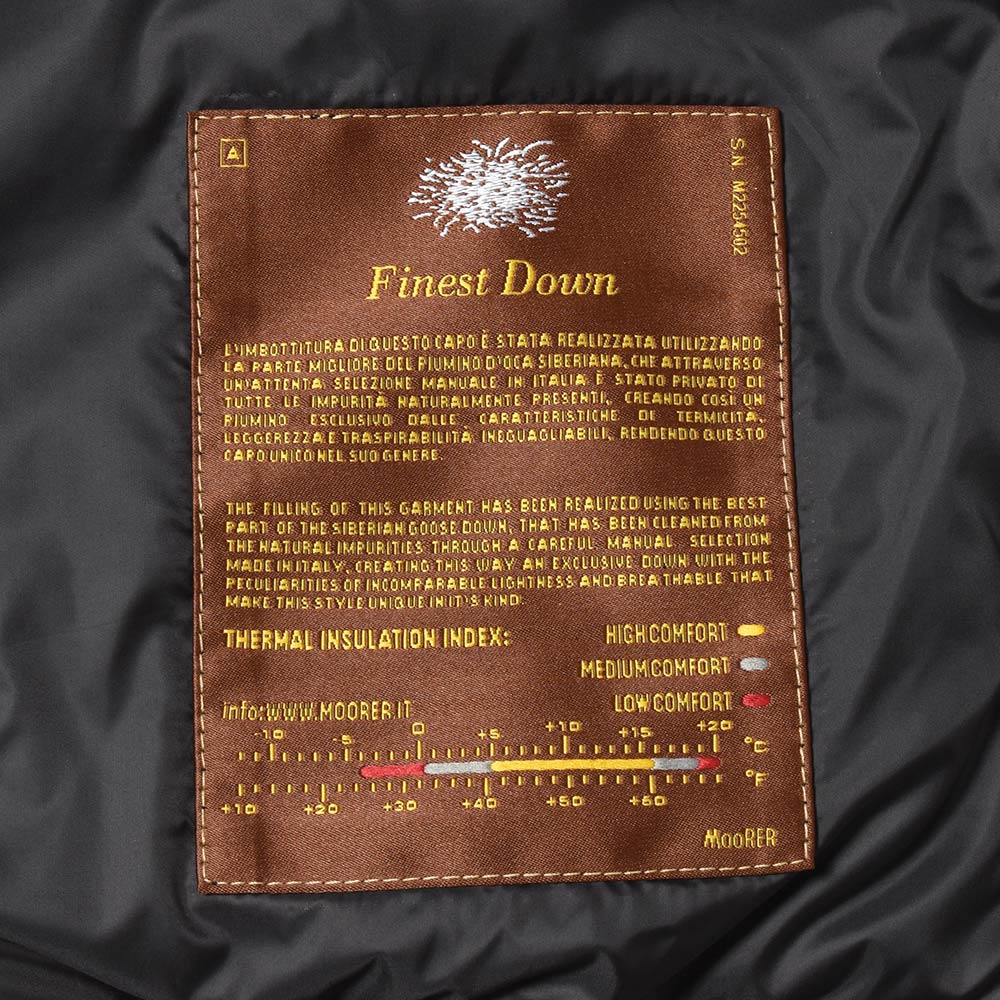 A
S.N. M2254502
Finest Down
L'IMBOTTITURA DI QUESTO CAPO È STATA REALIZZATA UTILIZZANDO
LA PARTE MIGLIORE DEL PIUMINO D'OCA SIBERIANA, CHE ATTRAVERSO
UN'ATTENTA SELEZIONE MANUALE IN ITALIA È STATO PRIVATO DI
TUTTE LE IMPURITÀ NATURALMENTE PRESENTI, CREANDO COSÌ UN
PIUMINO ESCLUSIVO DALLE CARATTERISTICHE DI TERMICITÀ,
LEGGEREZZA E TRASPIRABILITÀ INEGUAGLIABILI, RENDENDO QUESTO
CAPO UNICO NEL SUO GENERE.
THE FILLING OF THIS GARMENT HAS BEEN REALIZED USING THE BEST
PART OF THE SIBERIAN GOOSE DOWN, THAT HAS BEEN CLEANED FROM
THE NATURAL IMPURITIES THROUGH A CAREFUL MANUAL SELECTION
MADE IN ITALY, CREATING THIS WAY AN EXCLUSIVE DOWN WITH THE
PECULIARITIES OF INCOMPARABLE LIGHTNESS AND BREATHABLE THAT
MAKE THIS STYLE UNIQUE IN IT'S KIND.
THERMAL INSULATION INDEX: HIGH COMFORT
MEDIUM COMFORT
LOW COMFORT
info:WWW.MOORER.IT
-10 -5 0 +5 +10 +15 +20 °C
°F
+10 +20 +30 +40 +50 +60
MOORER